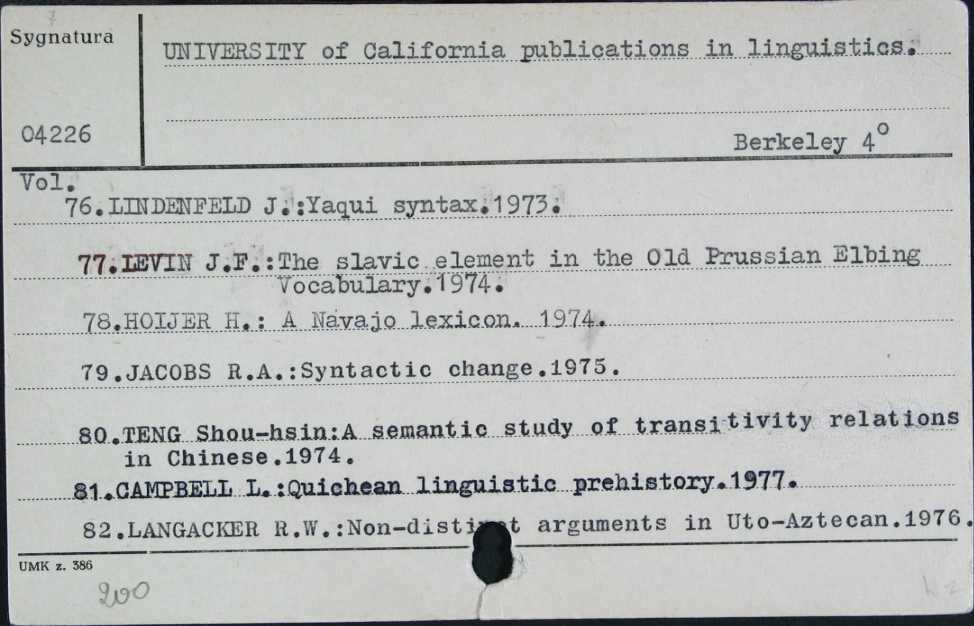 Sygnatura
UNIVERSITY of California publications in linguistics.
04226
Berkeley 4°
Vol.
76.LINDENFELD J.:Yaqui syntax.1973.
77.LEVIN J.F.:The slavic element in the Old Prussian Elbing
Vocabulary.1974.
78.HOIJER H.: A Navajo lexicon. 1974.
79.JACOBS R.A.:Syntactic change.1975.
80.TENG Shou-hsin:A semantic study of transitivity relations
in Chinese.1974.
81.CAMPBELL L.:Quichean linguistic prehistory.1977.
82.LANGACKER R.W.:Non-distinct arguments in Uto-Aztecan.1976.
UMK z. 386
200